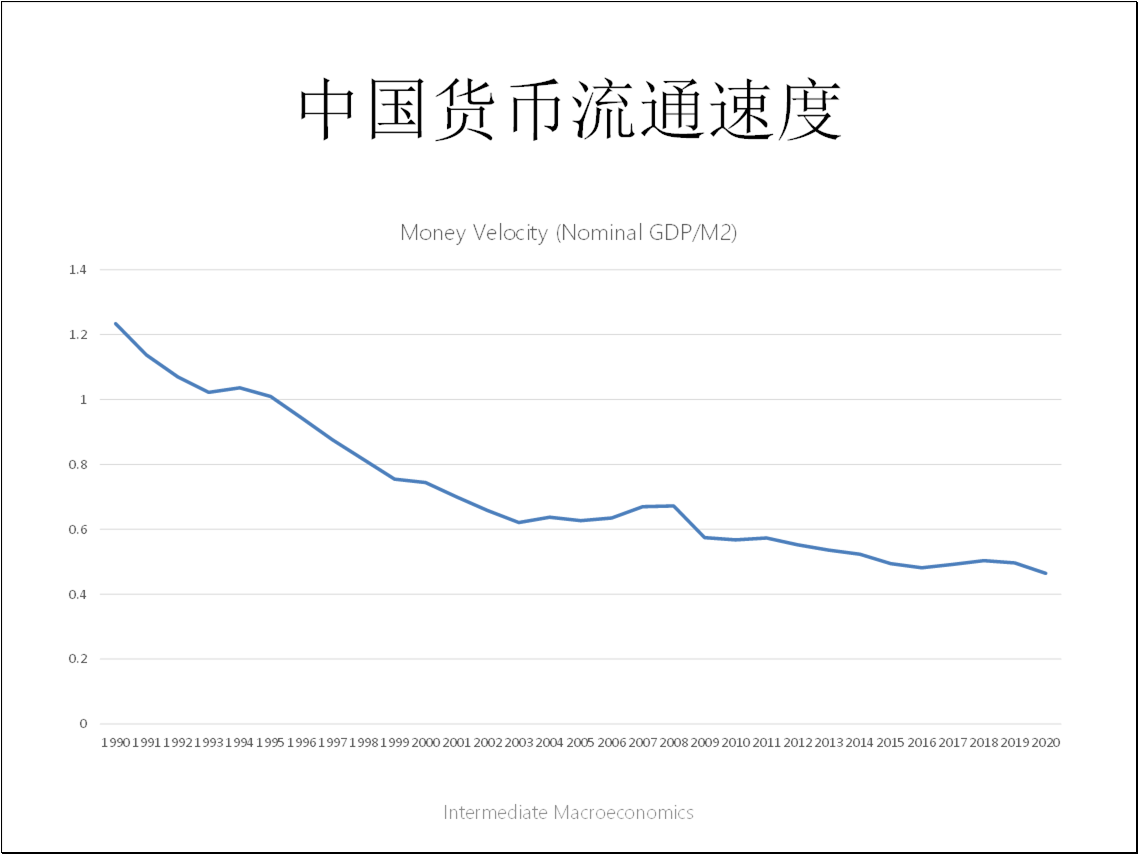 中国货币流通速度
Money Velocity (Nominal GDP/M2)
1.4
1.2
1
0.8
0.6
0.4
0.2
0
1990 1991 1992 1993 1994 1995 1996 1997 1998 1999 2000 2001 2002 2003 2004 2005 2006 2007 2008 2009 2010 2011 2012 2013 2014 2015 2016 2017 2018 2019 2020
Intermediate Macroeconomics